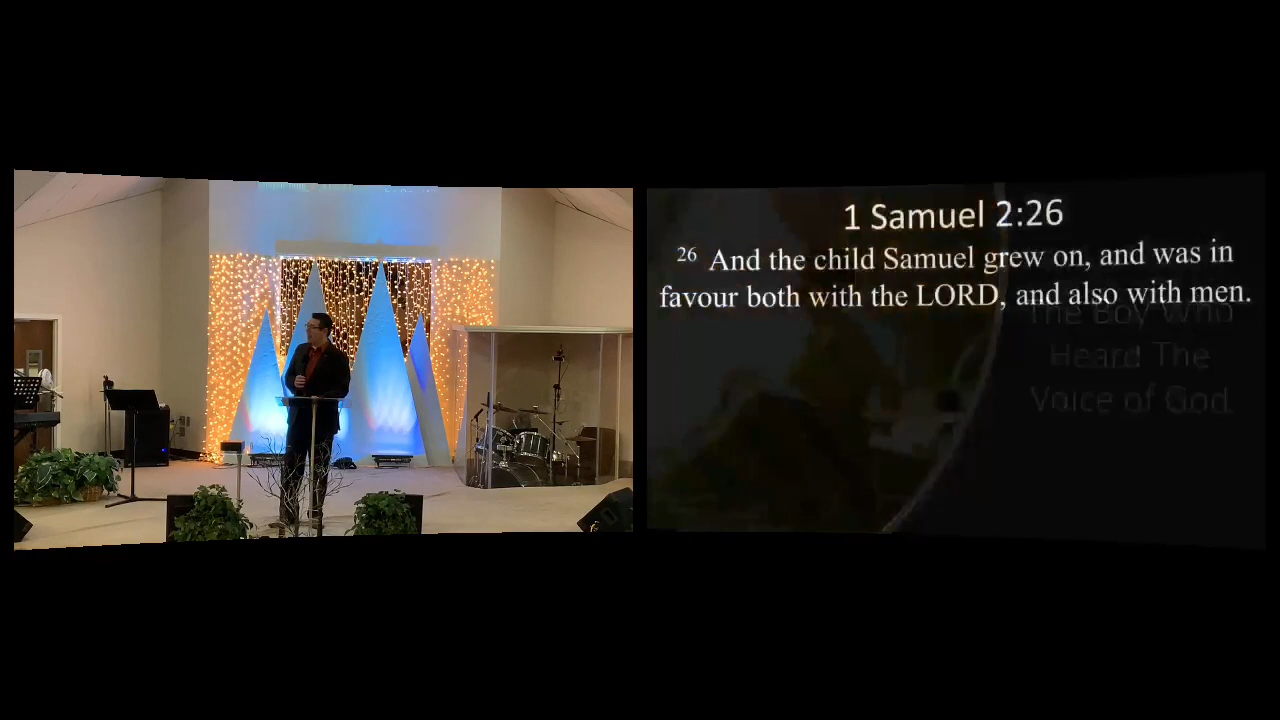 1 Samuel 2:26
26 And the child Samuel grew on, and was in
favour both with the LORD, and also with men.
The Boy Who
Heard The
Voice of God